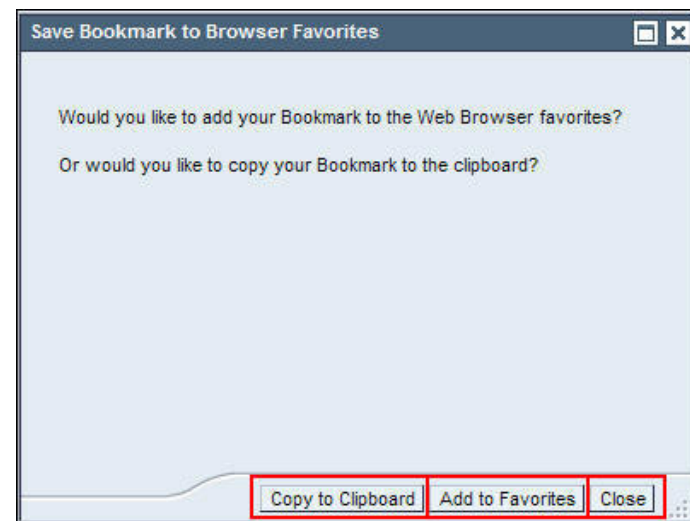 Save Bookmark to Browser Favorites
Would you like to add your Bookmark to the Web Browser favorites?
Or would you like to copy your Bookmark to the clipboard?
Copy to Clipboard Add to Favorites Close